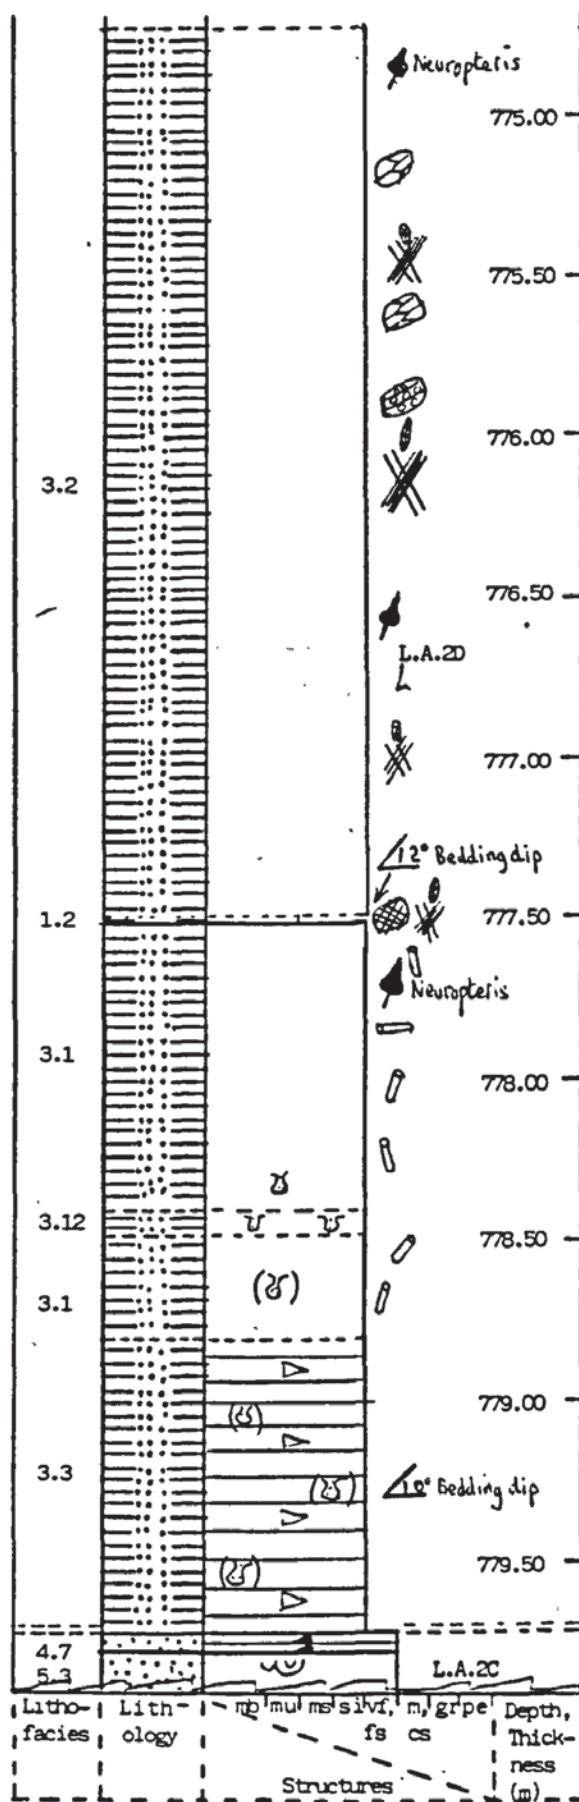 Neuropteris
775.00
775.50
776.00
3.2
776.50
L.A.2D
777.00
12° Bedding dip
1.2
777.50
Neuropteris
3.1
778.00
3.12
778.50
3.1
779.00
3.3
10° Bedding dip
779.50
4.7
5.3
L.A.2C
Litho-
facies
Lith-
ology
mb mu ms si vf, m, gr pe
fs cs
Structures
Depth,
Thick-
ness
(m)